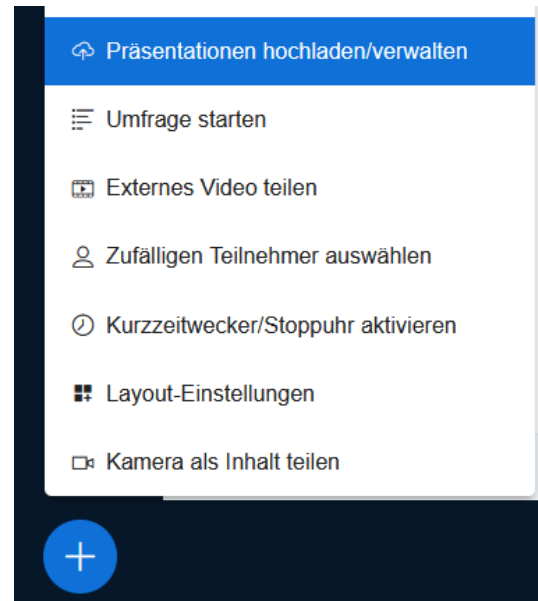 Präsentationen hochladen/verwalten
Umfrage starten
Externes Video teilen
Zufälligen Teilnehmer auswählen
Kurzzeitwecker/Stoppuhr aktivieren
Layout-Einstellungen
Kamera als Inhalt teilen